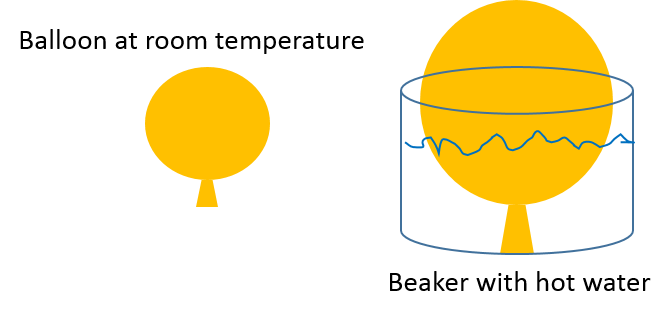 Balloon at room temperature
Beaker with hot water